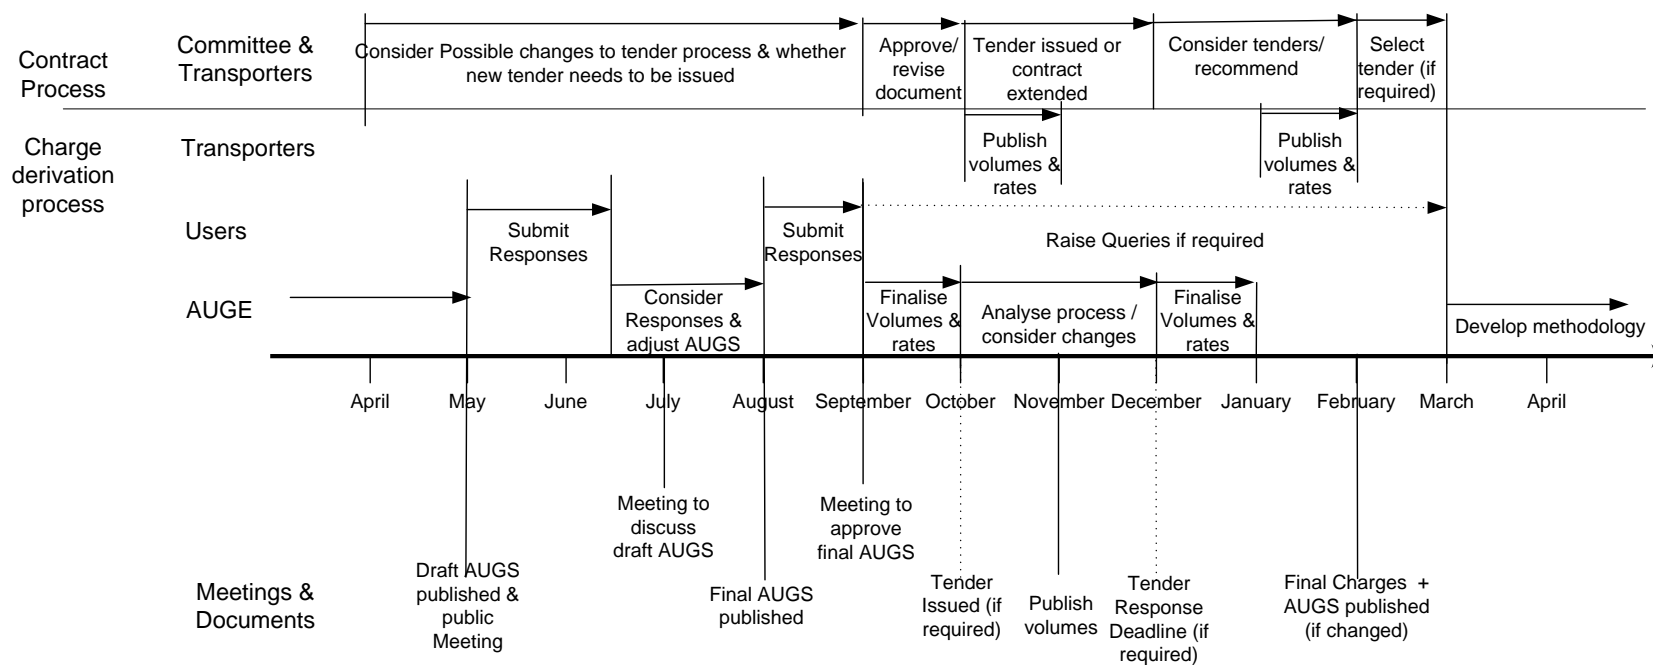 Contract
Process
Committee &
Transporters
Consider Possible changes to tender process & whether
new tender needs to be issued
Approve/
revise
document
Tender issued or
contract
extended
Consider tenders/
recommend
Select
tender (if
required)
Charge
derivation
process
Transporters
Publish
volumes &
rates
Publish
volumes &
rates
Users
Submit
Responses
Submit
Responses
Raise Queries if required
AUGE
Consider
Responses &
adjust AUGS
Finalise
Volumes &
rates
Analyse process /
consider changes
Finalise
Volumes &
rates
Develop methodology
April
May
June
July
August
September
October
November
December
January
February
March
April
Meetings &
Documents
Draft AUGS
published &
public
Meeting
Meeting to
discuss
draft AUGS
Final AUGS
published
Meeting to
approve
final AUGS
Tender
Issued (if
required)
Publish
volumes
Tender
Response
Deadline (if
required)
Final Charges +
AUGS published
(if changed)